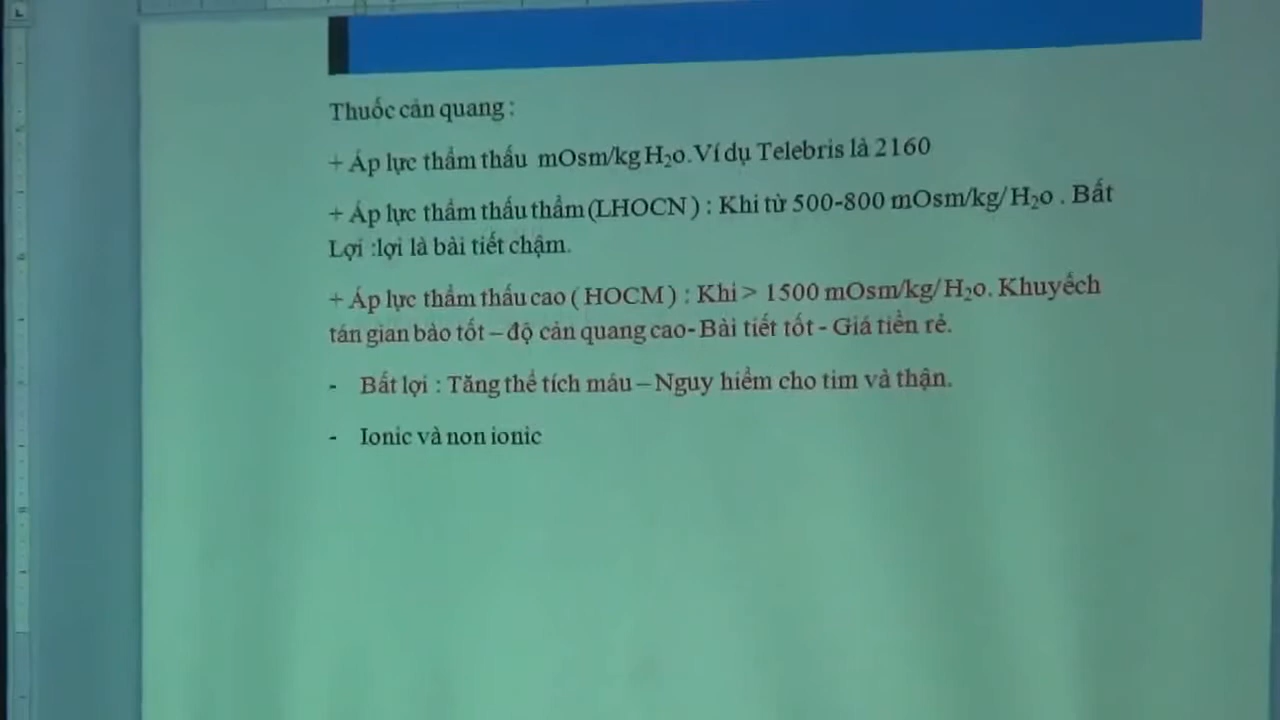 Thuốc cản quang :
+ Áp lực thẩm thấu mOsm/kg H₂o.Ví dụ Telebris là 2160
+ Áp lực thẩm thấu thẩm (LHOCN ) : Khi từ 500-800 mOsm/kg/ H₂o . Bất
Lợi :lợi là bài tiết chậm.
+ Áp lực thẩm thấu cao ( HOCM ) : Khi > 1500 mOsm/kg/ H₂o. Khuyếch
tán gian bào tốt – độ cản quang cao- Bài tiết tốt - Giá tiền rẻ.
- Bất lợi : Tăng thể tích máu – Nguy hiểm cho tim và thận.
- Ionic và non ionic